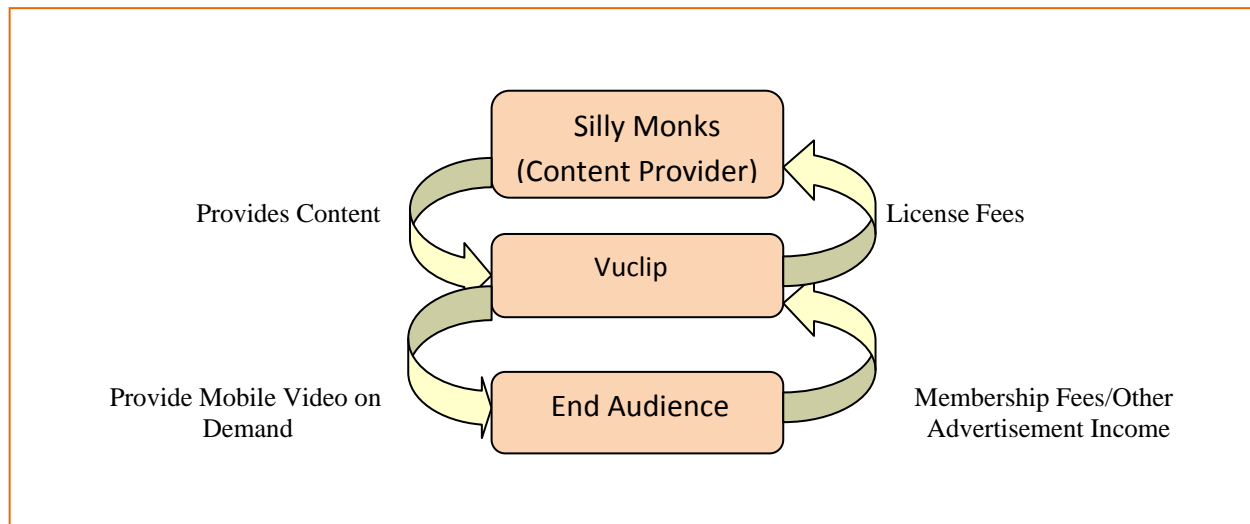 Silly Monks
(Content Provider)
Provides Content
License Fees
Vuclip
Provide Mobile Video on
Demand
End Audience
Membership Fees/Other
Advertisement Income